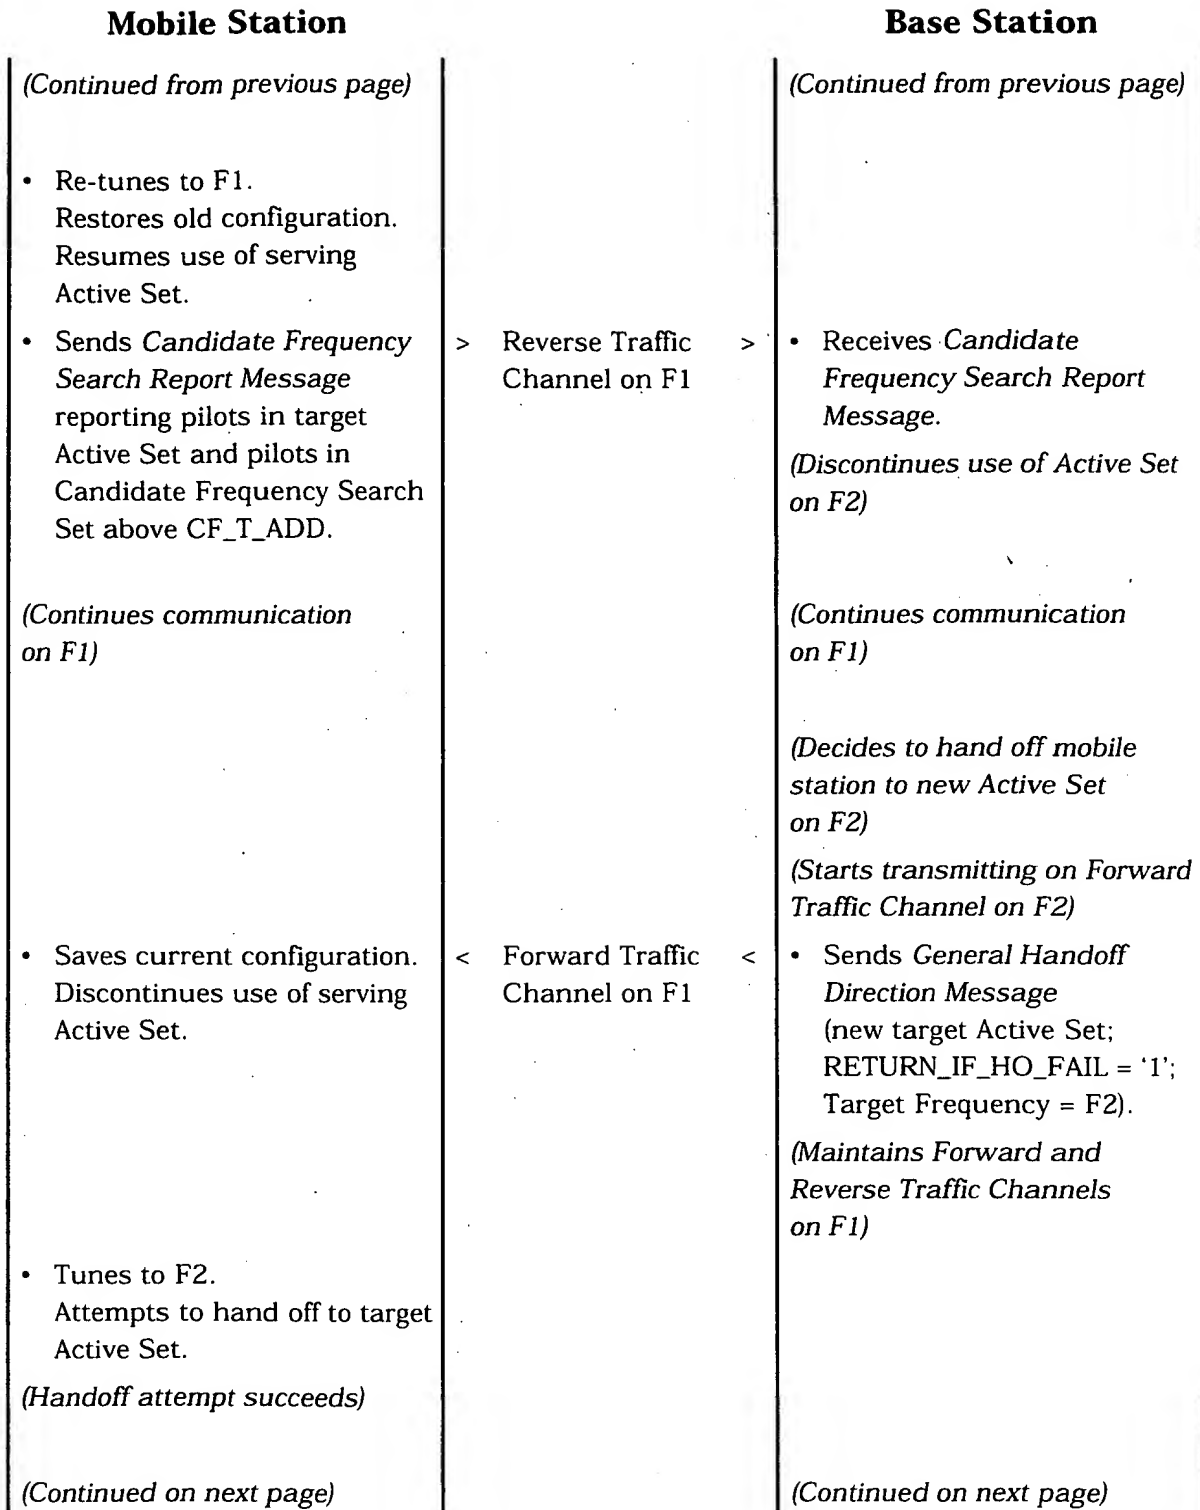 Mobile Station
Base Station
(Continued from previous page)
(Continued from previous page)
• Re-tunes to F1.
Restores old configuration.
Resumes use of serving
Active Set.
• Sends Candidate Frequency
Search Report Message
reporting pilots in target
Active Set and pilots in
Candidate Frequency Search
Set above CF_T_ADD.
> Reverse Traffic >
Channel on F1
• Receives Candidate
Frequency Search Report
Message.
(Discontinues use of Active Set
on F2)
(Continues communication
on F1)
(Continues communication
on F1)
(Decides to hand off mobile
station to new Active Set
on F2)
(Starts transmitting on Forward
Traffic Channel on F2)
• Saves current configuration.
Discontinues use of serving
Active Set.
< Forward Traffic <
Channel on F1
• Sends General Handoff
Direction Message
(new target Active Set;
RETURN_IF_HO_FAIL = ‘1’;
Target Frequency = F2).
(Maintains Forward and
Reverse Traffic Channels
on F1)
• Tunes to F2.
Attempts to hand off to target
Active Set.
(Handoff attempt succeeds)
(Continued on next page)
(Continued on next page)